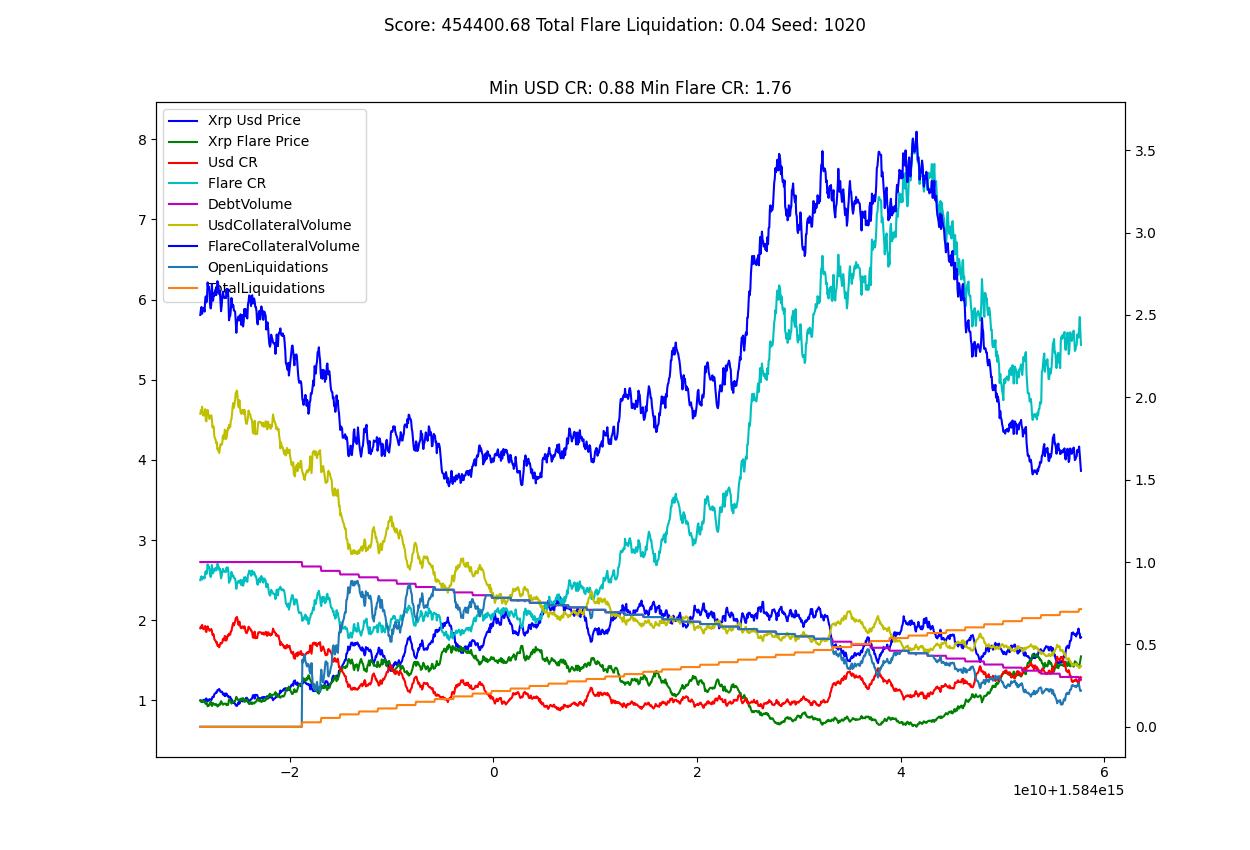 Score: 454400.68 Total Flare Liquidation: 0.04 Seed: 1020
Min USD CR: 0.88 Min Flare CR: 1.76
Xrp Usd Price
Xrp Flare Price
Usd CR
Flare CR
DebtVolume
UsdCollateralVolume
FlareCollateralVolume
OpenLiquidations
TotalLiquidations
8
7
6
5
4
3
2
1
3.5
3.0
2.5
2.0
1.5
1.0
0.5
0.0
−2
0
2
4
6
1e10+1.584e15